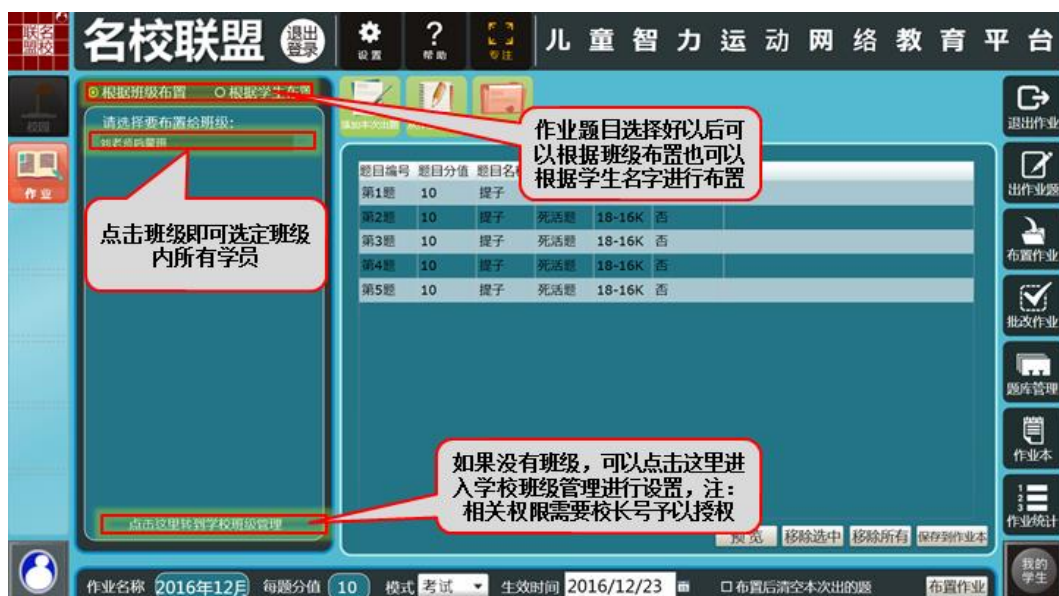 联名
盟校
名校联盟
退出
登录
设置
?
帮助
专注
儿童智力运动网络教育平台
校园
作业
根据班级布置 根据学生布置
请选择要布置给班级：
点击班级即可选定班级
内所有学员
作业题目选择好以后可
以根据班级布置也可以
根据学生名字进行布置
题目编号 题目分值 题目名称
第1题 10 提子
第2题 10 提子 死活题 18-16K 否
第3题 10 提子 死活题 18-16K 否
第4题 10 提子 死活题 18-16K 否
第5题 10 提子 死活题 18-16K 否
如果没有班级，可以点击这里进
入学校班级管理进行设置，注：
相关权限需要校长号予以授权
点击这里转到学校班级管理
预览 移除选中 移除所有 保存到作业本
作业名称 2016年12月 每题分值 10 模式 考试 生效时间 2016/12/23 布置后清空本次出的题 布置作业
退出作业
出作业题
布置作业
批改作业
题库管理
作业本
1
2
3
作业统计
我的
学生